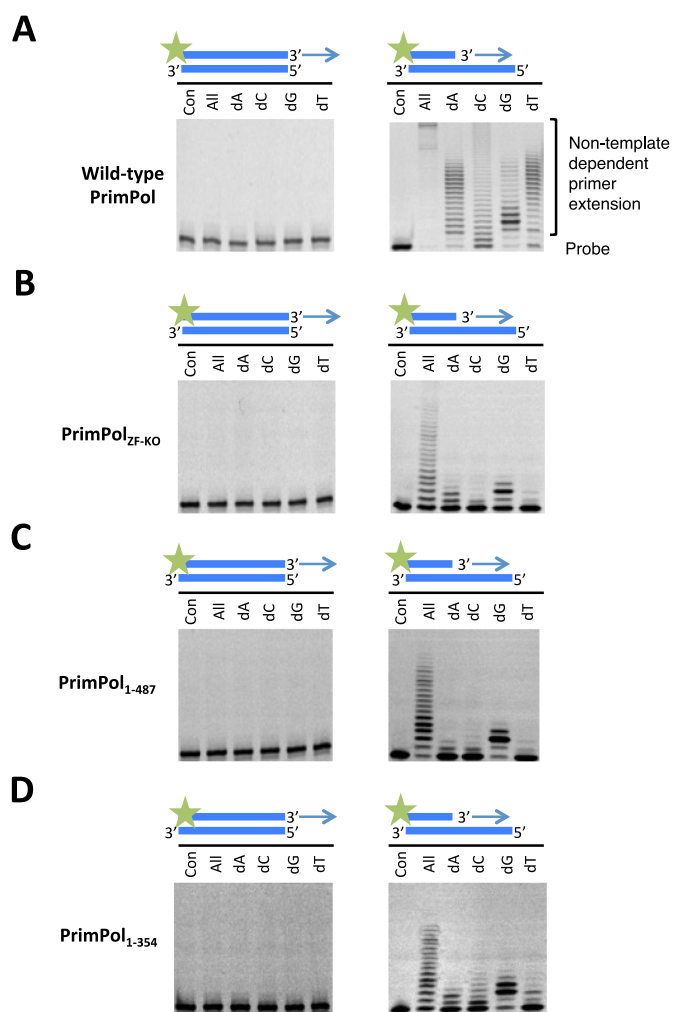 A
3’ →
3’ 5’
3’ →
3’ 5’
Con All dA dC dG dT
Con All dA dC dG dT
Wild-type
PrimPol
Non-template
dependent
primer
extension
Probe
B
3’
3’ 5’
3’
3’ 5’
Con All dA dC dG dT
Con All dA dC dG dT
PrimPolZF-KO
C
3’
3’ 5’
3’
3’ 5’
Con All dA dC dG dT
Con All dA dC dG dT
PrimPol1-487
D
3’
3’ 5’
3’
3’ 5’
Con All dA dC dG dT
Con All dA dC dG dT
PrimPol1-354